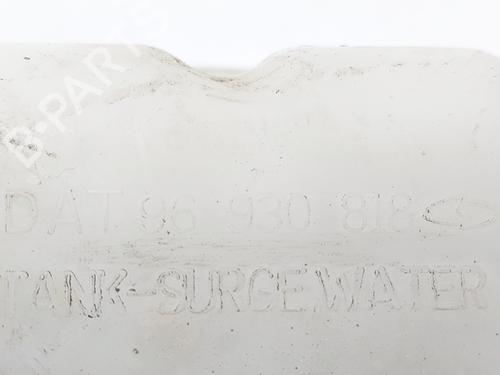 B-PARTS
DAT 96 930 818
TANK-SURGE,WATER